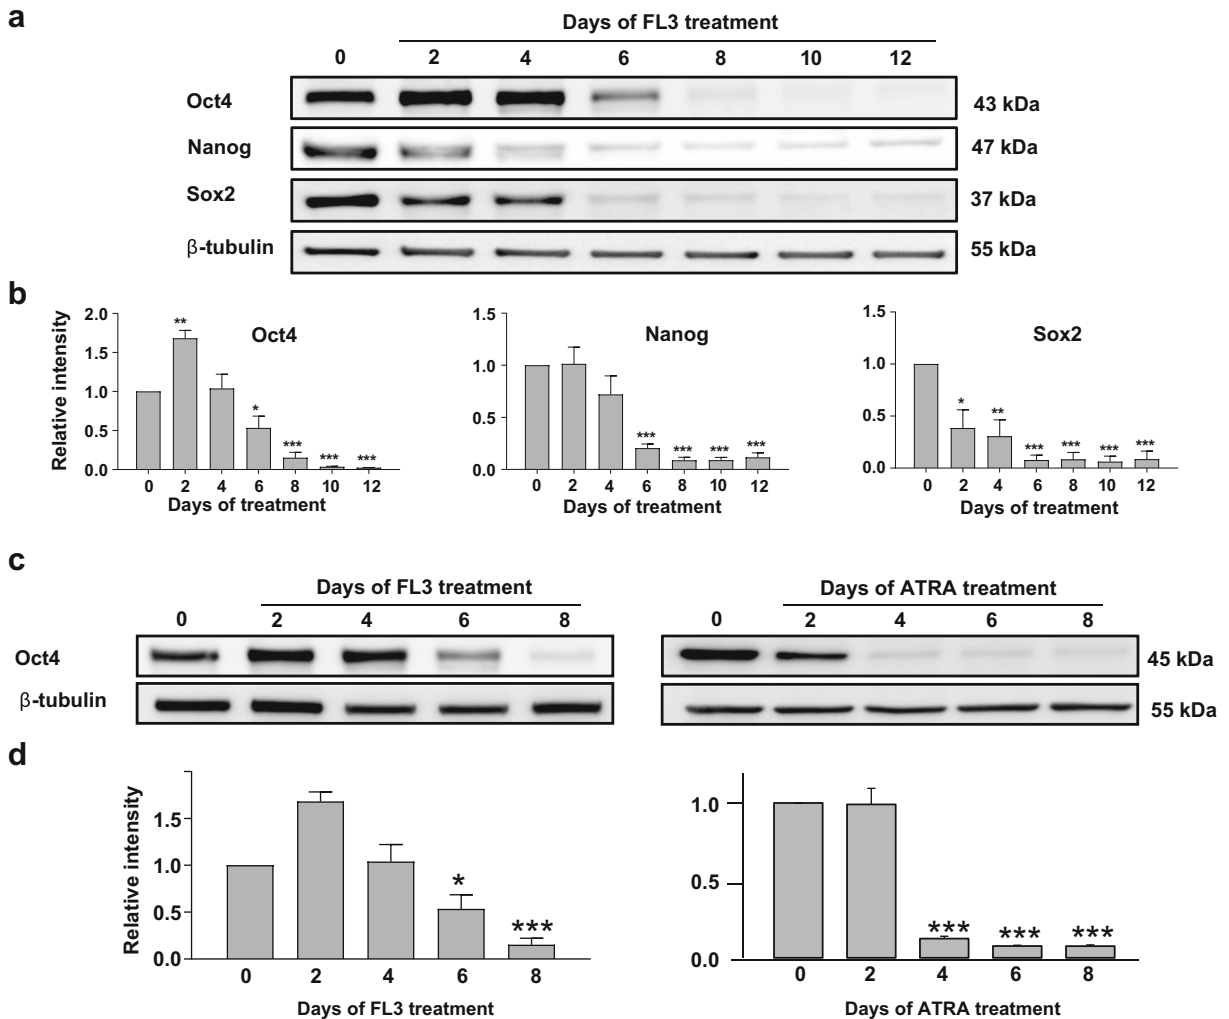 a
Days of FL3 treatment
0 2 4 6 8 10 12
Oct4 43 kDa
Nanog 47 kDa
Sox2 37 kDa
β-tubulin 55 kDa
b
Relative intensity
2.0
1.5
1.0
0.5
0.0
Oct4
** * *** *** ***
0 2 4 6 8 10 12
Days of treatment
1.5
1.0
0.5
0.0
Nanog
*** *** *** ***
0 2 4 6 8 10 12
Days of treatment
1.5
1.0
0.5
0.0
Sox2
* ** *** *** *** ***
0 2 4 6 8 10 12
Days of treatment
c
Days of FL3 treatment
0 2 4 6 8
Days of ATRA treatment
0 2 4 6 8
Oct4 45 kDa
β-tubulin 55 kDa
d
Relative intensity
1.5
1.0
0.5
0.0
* ***
0 2 4 6 8
Days of FL3 treatment
1.0
0.5
0.0
*** *** ***
0 2 4 6 8
Days of ATRA treatment